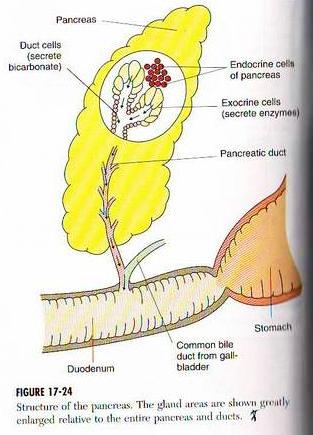 Pancreas
Duct cells
(secrete
bicarbonate)
Endocrine cells
of pancreas
Exocrine cells
(secrete enzymes)
Pancreatic duct
Stomach
Common bile
duct from gall-
bladder
Duodenum
FIGURE 17-24
Structure of the pancreas. The gland areas are shown greatly
enlarged relative to the entire pancreas and ducts.